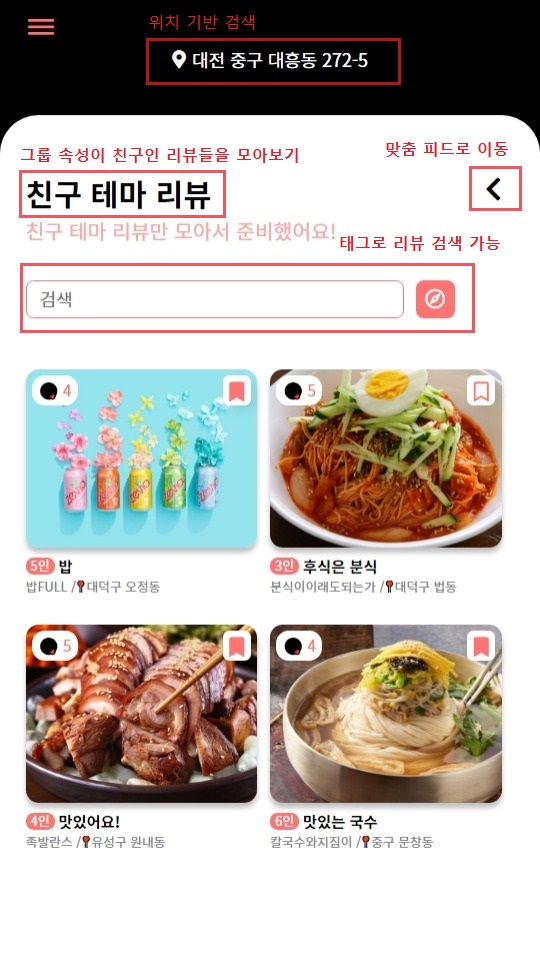 위치 기반 검색
대전 중구 대흥동 272-5
그룹 속성이 친구인 리뷰들을 모아보기
맞춤 피드로 이동
친구 테마 리뷰
친구 테마 리뷰만 모아서 준비했어요!
태그로 리뷰 검색 가능
검색
4
5
5인 밥
밥FULL / 대덕구 오정동
3인 후식은 분식
분식이이래도되는가 / 대덕구 법동
5
4
4인 맛있어요!
족발란스 / 유성구 원내동
6인 맛있는 국수
칼국수와지짐이 / 중구 문창동